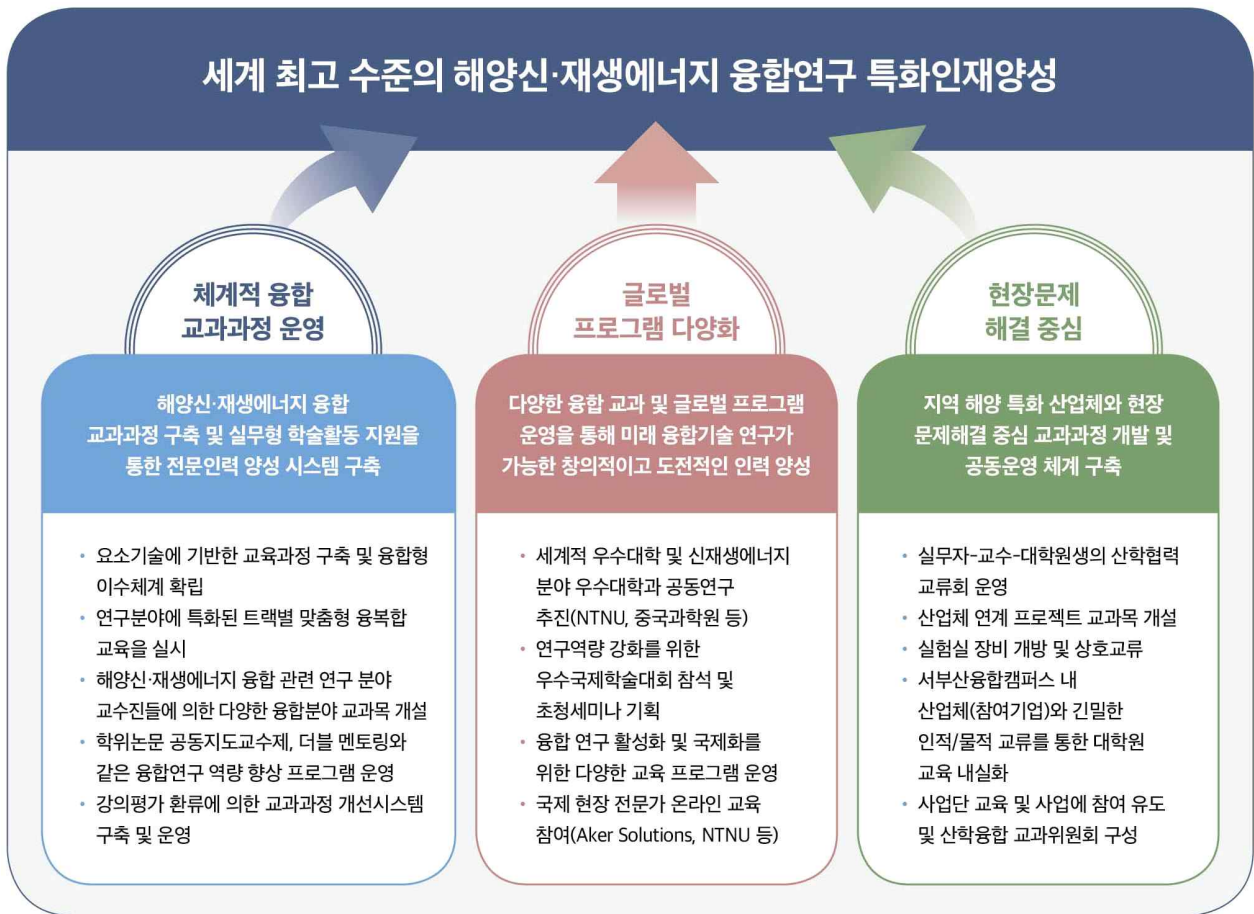 세계 최고 수준의 해양신·재생에너지 융합연구 특화인재양성
체계적 융합
교과과정 운영
해양신·재생에너지 융합
교과과정 구축 및 실무형 학술활동 지원을
통한 전문인력 양성 시스템 구축
• 요소기술에 기반한 교육과정 구축 및 융합형
이수체계 확립
• 연구분야에 특화된 트랙별 맞춤형 융복합
교육을 실시
• 해양신·재생에너지 융합 관련 연구 분야
교수진들에 의한 다양한 융합분야 교과목 개설
• 학위논문 공동지도교수제, 더블 멘토링와
같은 융합연구 역량 향상 프로그램 운영
• 강의평가 환류에 의한 교과과정 개선시스템
구축 및 운영
글로벌
프로그램 다양화
다양한 융합 교과 및 글로벌 프로그램
운영을 통해 미래 융합기술 연구가
가능한 창의적이고 도전적인 인력 양성
• 세계적 우수대학 및 신재생에너지
분야 우수대학과 공동연구
추진(NTNU, 중국과학원 등)
• 연구역량 강화를 위한
우수국제학술대회 참석 및
초청세미나 기획
• 융합 연구 활성화 및 국제화를
위한 다양한 교육 프로그램 운영
• 국제 현장 전문가 온라인 교육
참여(Aker Solutions, NTNU 등)
현장문제
해결 중심
지역 해양 특화 산업체와 현장
문제해결 중심 교과과정 개발 및
공동운영 체계 구축
• 실무자-교수-대학원생의 산학협력
교류회 운영
• 산업체 연계 프로젝트 교과목 개설
• 실험실 장비 개방 및 상호교류
• 서부산융합캠퍼스 내
산업체(참여기업)와 긴밀한
인적/물적 교류를 통한 대학원
교육 내실화
• 사업단 교육 및 사업에 참여 유도
및 산학융합 교과위원회 구성